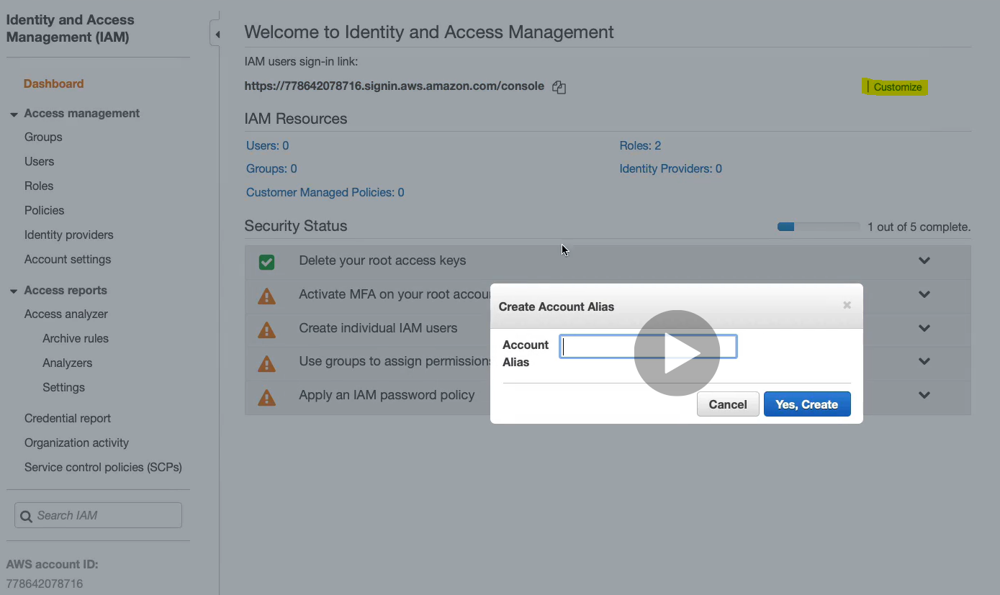 Identity and Access
Management (IAM)
Dashboard
Access management
Groups
Users
Roles
Policies
Identity providers
Account settings
Access reports
Access analyzer
Archive rules
Analyzers
Settings
Credential report
Organization activity
Service control policies (SCPs)
Search IAM
AWS account ID:
778642078716
Welcome to Identity and Access Management
IAM users sign-in link:
https://778642078716.signin.aws.amazon.com/console
| Customize
IAM Resources
Users: 0
Roles: 2
Groups: 0
Identity Providers: 0
Customer Managed Policies: 0
Security Status
1 out of 5 complete.
Delete your root access keys
Activate MFA on your root accou
Create individual IAM users
Use groups to assign permissions
Apply an IAM password policy
Create Account Alias
×
Account
Alias
Cancel
Yes, Create